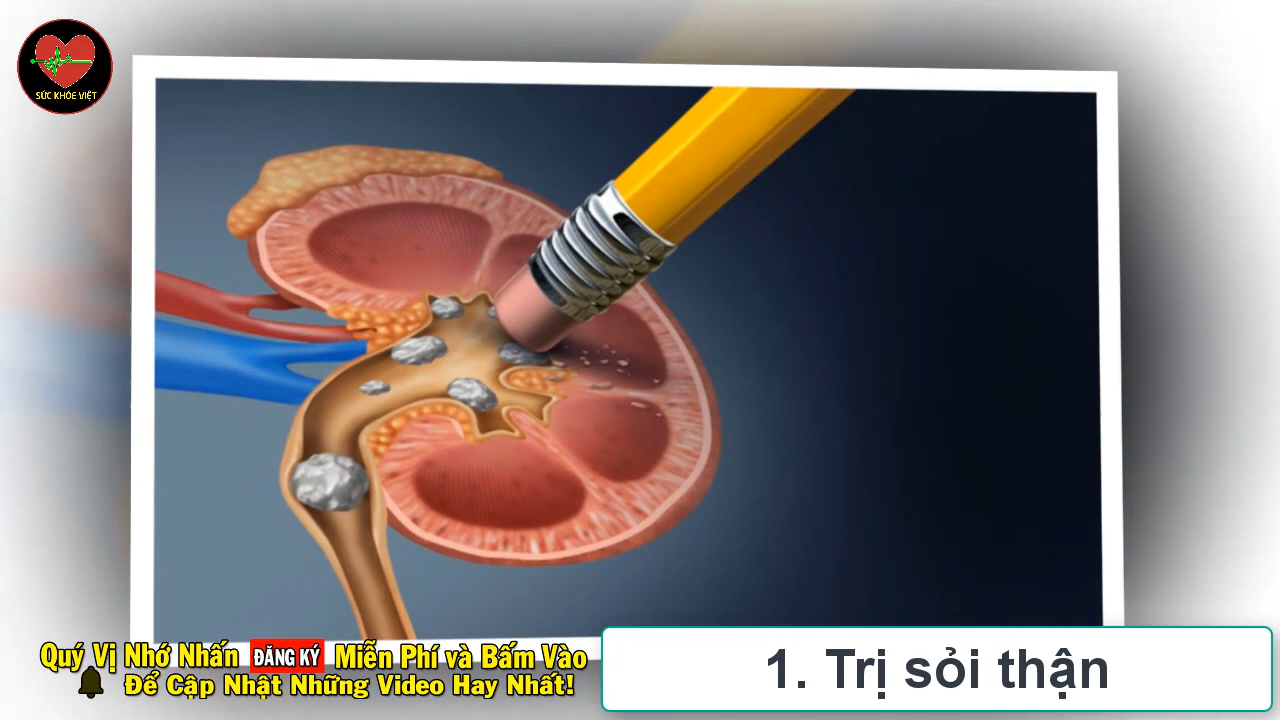 SỨC KHỎE VIỆT
Quý Vị Nhớ Nhấn ĐĂNG KÝ Miễn Phí và Bấm Vào
Để Cập Nhật Những Video Hay Nhất!
1. Trị sỏi thận